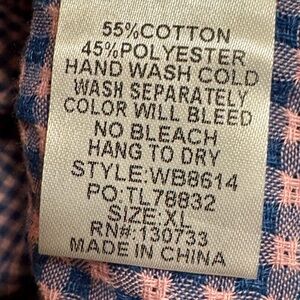 55%COTTON
45%POLYESTER
HAND WASH COLD
WASH SEPARATELY
COLOR WILL BLEED
NO BLEACH
HANG TO DRY
STYLE:WB8614
PO:TL78832
SIZE:XL
RN#:130733
MADE IN CHINA